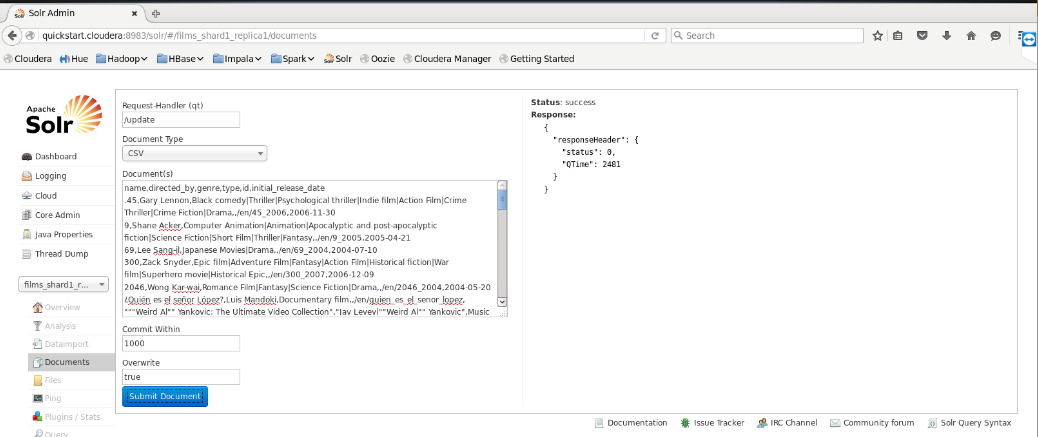 Solr Admin
quickstart.cloudera:8983/solr/#/films_shard1_replica1/documents
Search
Cloudera Hue Hadoop HBase Impala Spark Solr Oozie Cloudera Manager Getting Started
Apache
Solr
Dashboard
Logging
Cloud
Core Admin
Java Properties
Thread Dump
films_shard1_r...
Overview
Analysis
Dataimport
Documents
Files
Ping
Plugins / Stats
Query
Request-Handler (qt)
/update
Document Type
CSV
Document(s)
name,directed_by,genre,type,id,initial_release_date
.45,Gary Lennon,Black comedy|Thriller|Psychological thriller|Indie film|Action Film|Crime
Thriller|Crime Fiction|Drama,,/en/45_2006,2006-11-30
9,Shane Acker,Computer Animation|Animation|Apocalyptic and post-apocalyptic
fiction|Science Fiction|Short Film|Thriller|Fantasy,,/en/9_2005,2005-04-21
69,Lee Sang-il,Japanese Movies|Drama,,/en/69_2004,2004-07-10
300,Zack Snyder,Epic film|Adventure Film|Fantasy|Action Film|Historical fiction|War
film|Superhero movie|Historical Epic,,/en/300_2007,2006-12-09
2046,Wong Kar-wai,Romance Film|Fantasy|Science Fiction|Drama,,/en/2046_2004,2004-05-20
¿Quién es el señor López?,Luis Mandoki,Documentary film,,/en/quien_es_el_senor_lopez,
"""Weird Al"" Yankovic: The Ultimate Video Collection","Jay Levey|""Weird Al"" Yankovic",Music
Commit Within
1000
Overwrite
true
Submit Document
Status: success
Response:
{
"responseHeader": {
"status": 0,
"QTime": 2481
}
}
Documentation Issue Tracker IRC Channel Community forum Solr Query Syntax